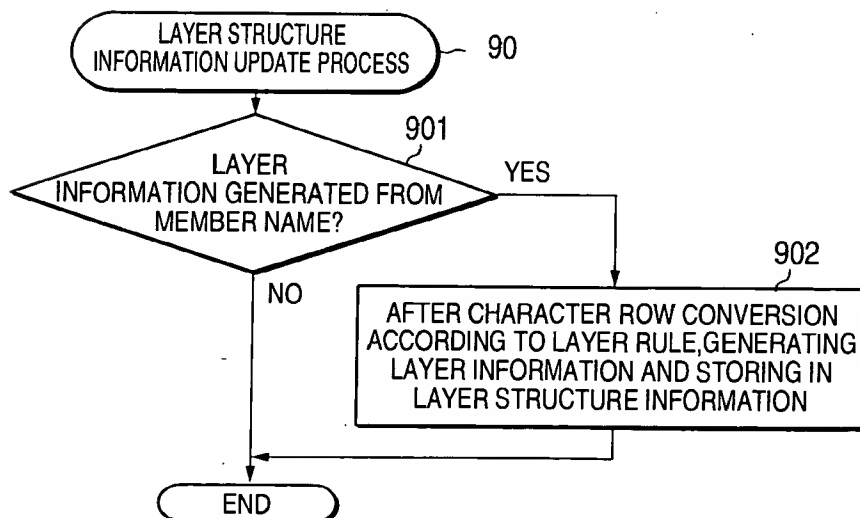 LAYER STRUCTURE
INFORMATION UPDATE PROCESS
90
901
LAYER
INFORMATION GENERATED FROM
MEMBER NAME?
YES
NO
902
AFTER CHARACTER ROW CONVERSION
ACCORDING TO LAYER RULE,GENERATING
LAYER INFORMATION AND STORING IN
LAYER STRUCTURE INFORMATION
END